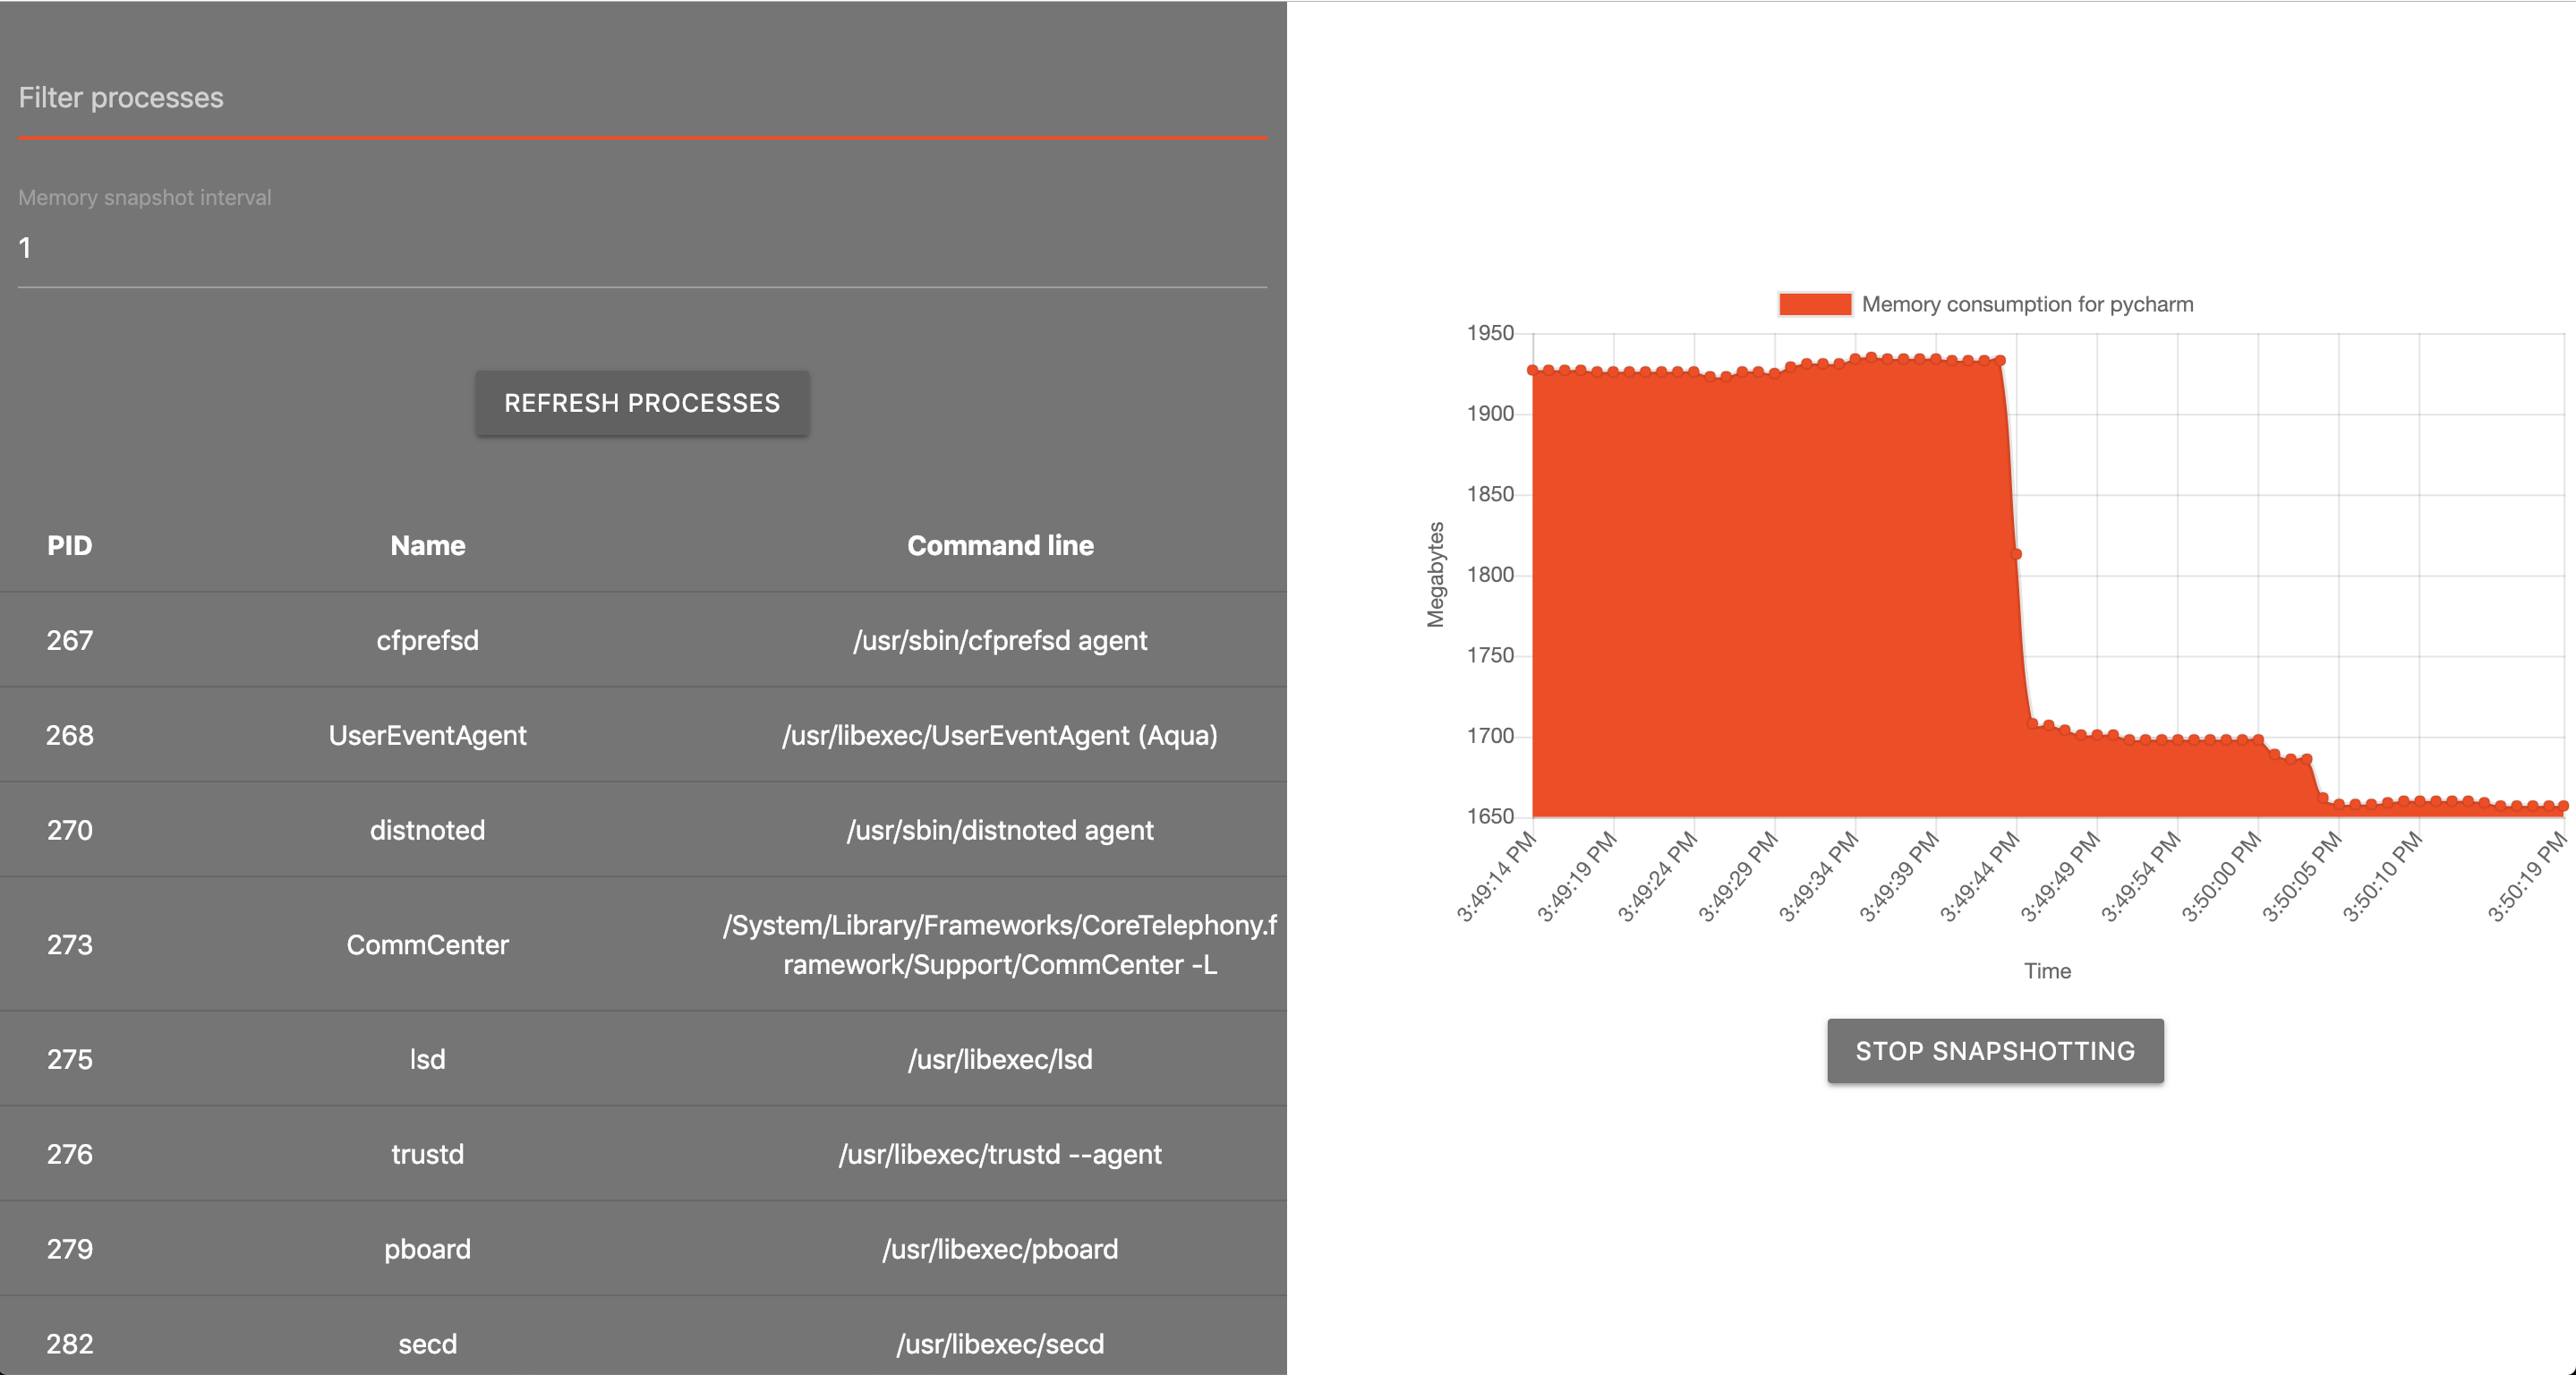 Filter processes
Memory snapshot interval
1
REFRESH PROCESSES
PID Name Command line
267 cfprefsd /usr/sbin/cfprefsd agent
268 UserEventAgent /usr/libexec/UserEventAgent (Aqua)
270 distnoted /usr/sbin/distnoted agent
273 CommCenter /System/Library/Frameworks/CoreTelephony.f
ramework/Support/CommCenter -L
275 lsd /usr/libexec/lsd
276 trustd /usr/libexec/trustd --agent
279 pboard /usr/libexec/pboard
282 secd /usr/libexec/secd
Memory consumption for pycharm
1950
1900
1850
1800
1750
1700
1650
Megabytes
3:49:14 PM
3:49:19 PM
3:49:24 PM
3:49:29 PM
3:49:34 PM
3:49:39 PM
3:49:44 PM
3:49:49 PM
3:49:54 PM
3:50:00 PM
3:50:05 PM
3:50:10 PM
3:50:19 PM
Time
STOP SNAPSHOTTING